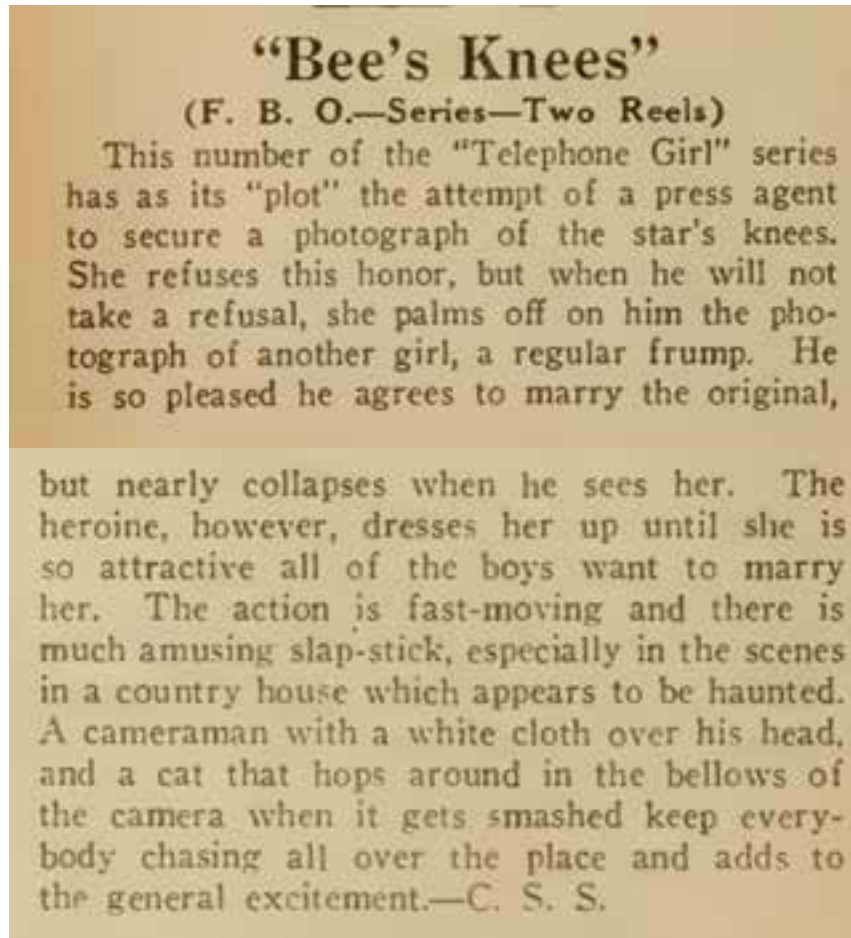 “Bee’s Knees”
(F. B. O.—Series—Two Reels)
This number of the “Telephone Girl” series
has as its “plot” the attempt of a press agent
to secure a photograph of the star’s knees.
She refuses this honor, but when he will not
take a refusal, she palms off on him the pho-
tograph of another girl, a regular frump. He
is so pleased he agrees to marry the original,
but nearly collapses when he sees her. The
heroine, however, dresses her up until she is
so attractive all of the boys want to marry
her. The action is fast-moving and there is
much amusing slap-stick, especially in the scenes
in a country house which appears to be haunted.
A cameraman with a white cloth over his head,
and a cat that hops around in the bellows of
the camera when it gets smashed keep every-
body chasing all over the place and adds to
the general excitement.—C. S. S.